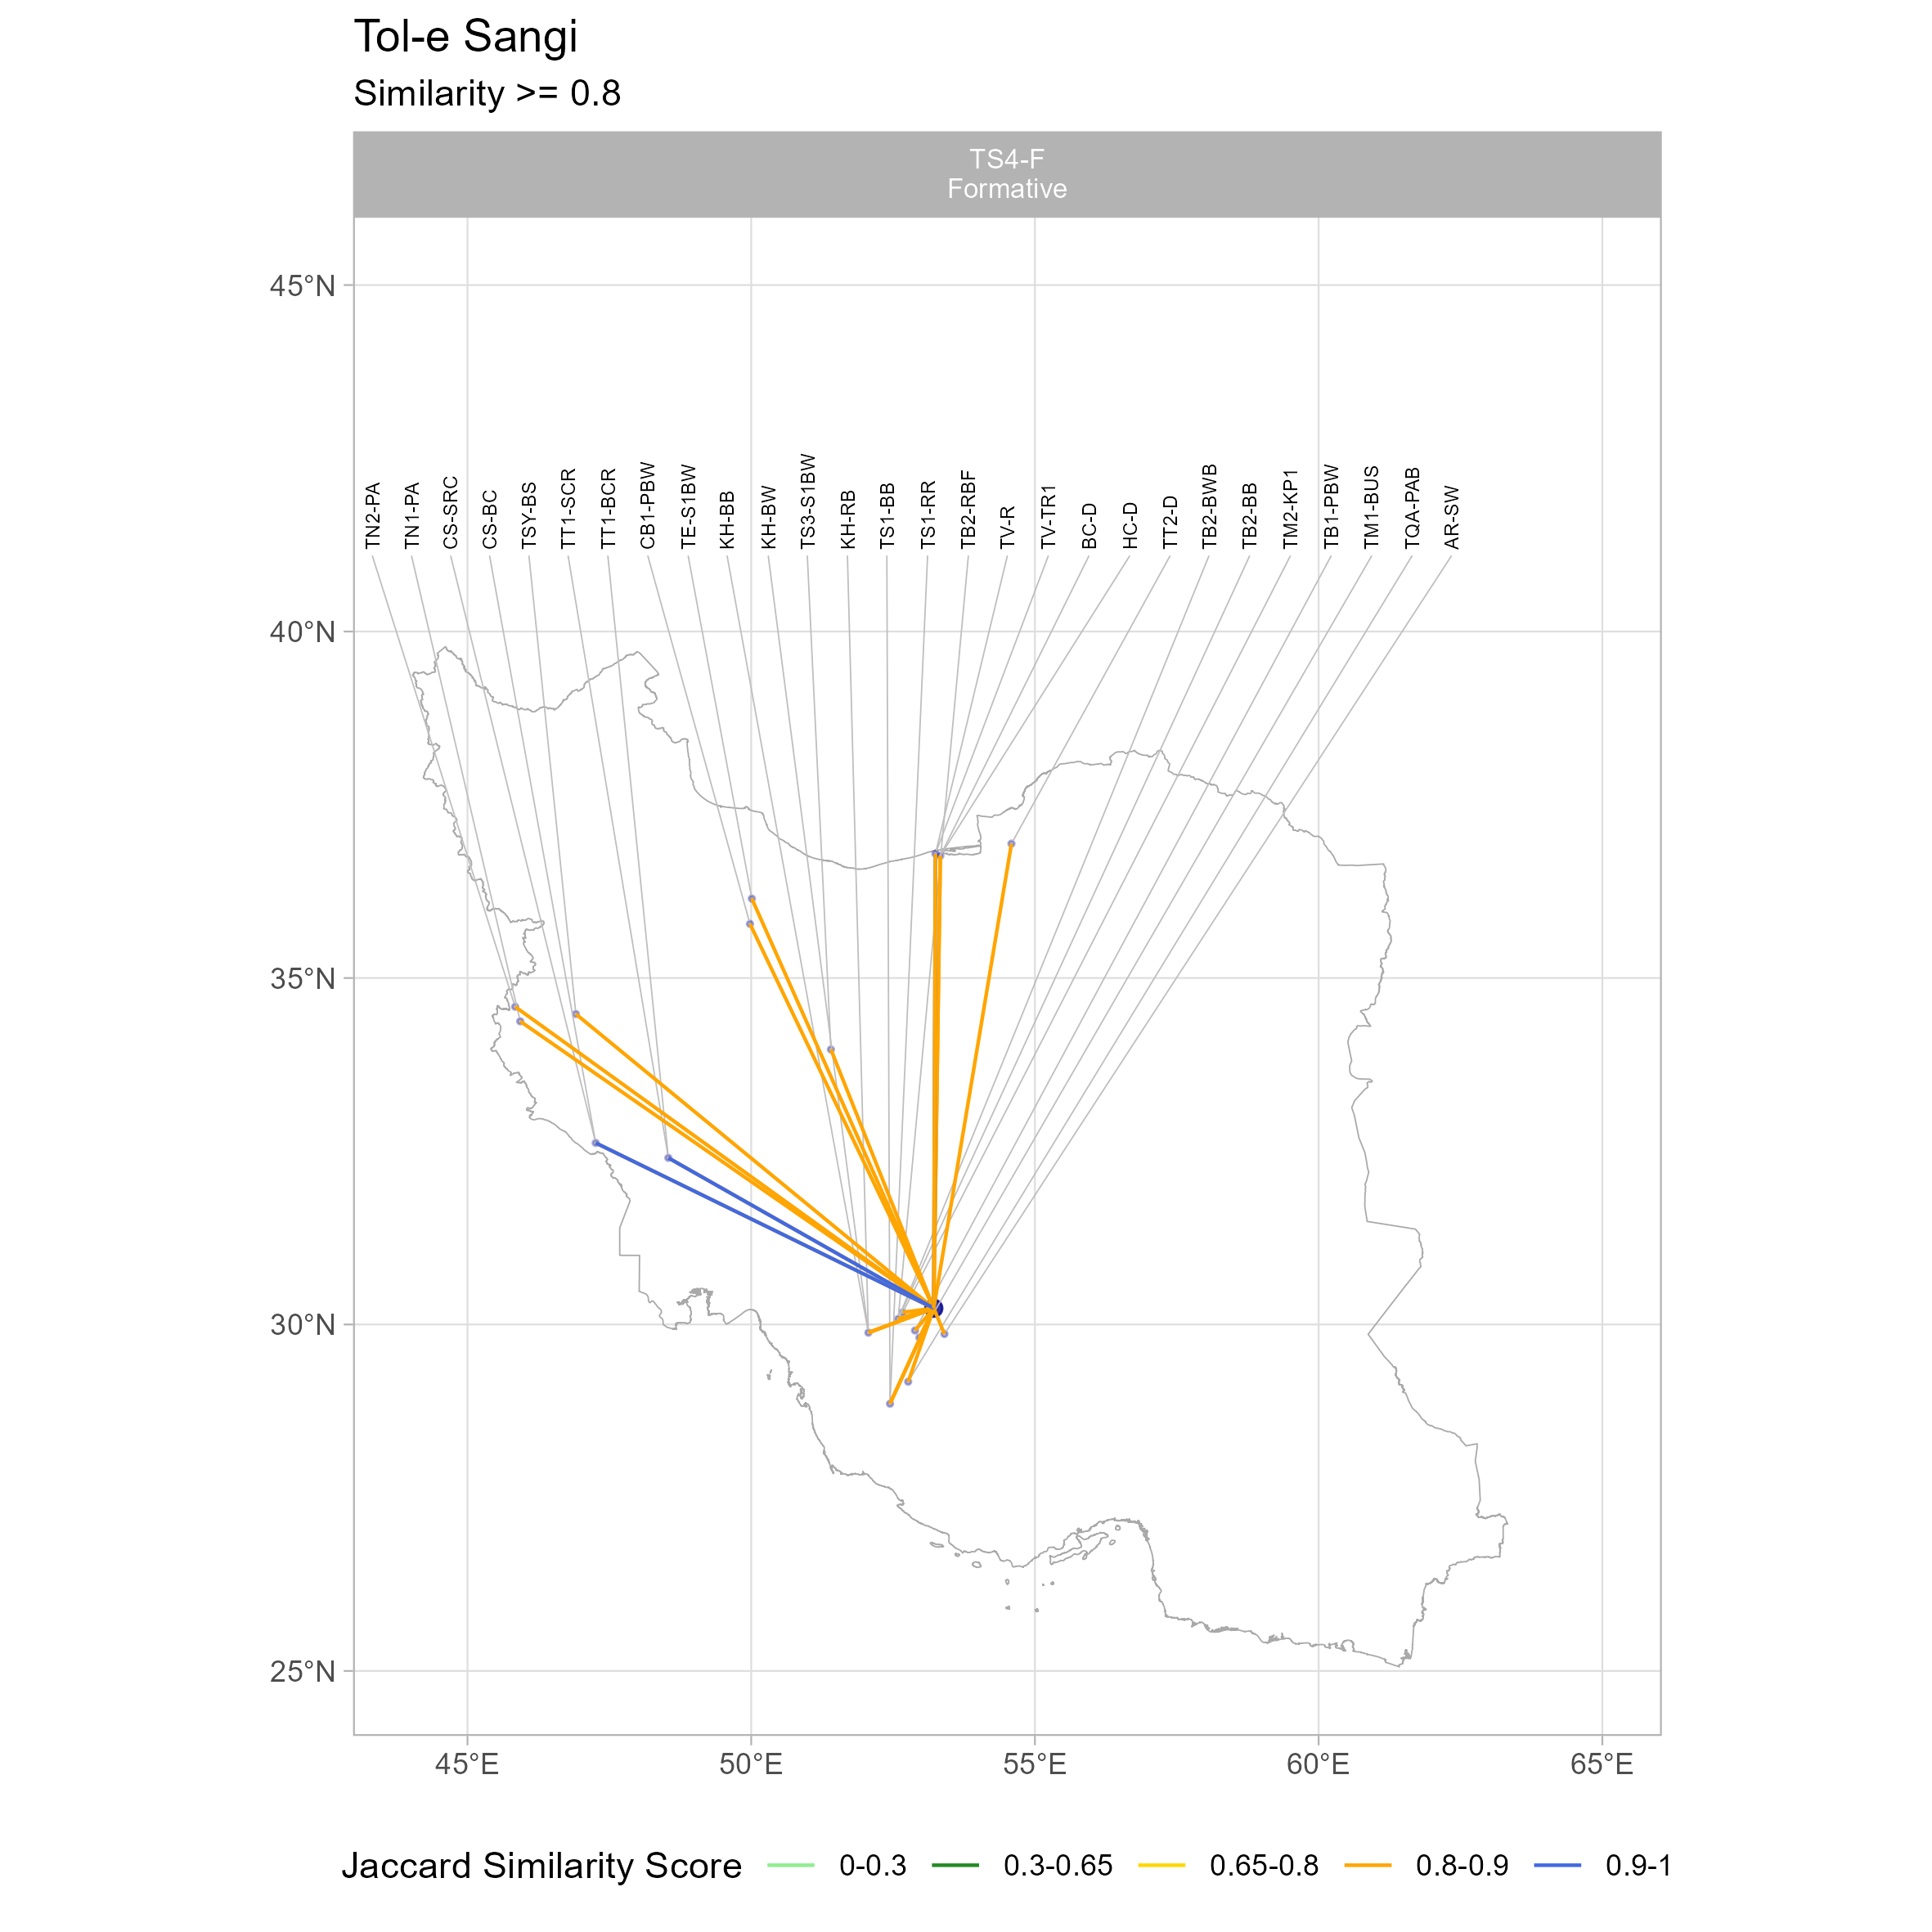 Tol-e Sangi
Similarity >= 0.8
TS4-F
Formative
45°N
40°N
35°N
30°N
25°N
TN2-PA
TN1-PA
CS-SRC
CS-BC
TSY-BS
TT1-SCR
TT1-BCR
CB1-PBW
TE-S1BW
KH-BB
KH-BW
TS3-S1BW
KH-RB
TS1-BB
TS1-RR
TB2-RBF
TV-R
TV-TR1
BC-D
HC-D
TT2-D
TB2-BWB
TB2-BB
TM2-KP1
TB1-PBW
TM1-BUS
TQA-PAB
AR-SW
45°E
50°E
55°E
60°E
65°E
Jaccard Similarity Score 0-0.3 0.3-0.65 0.65-0.8 0.8-0.9 0.9-1